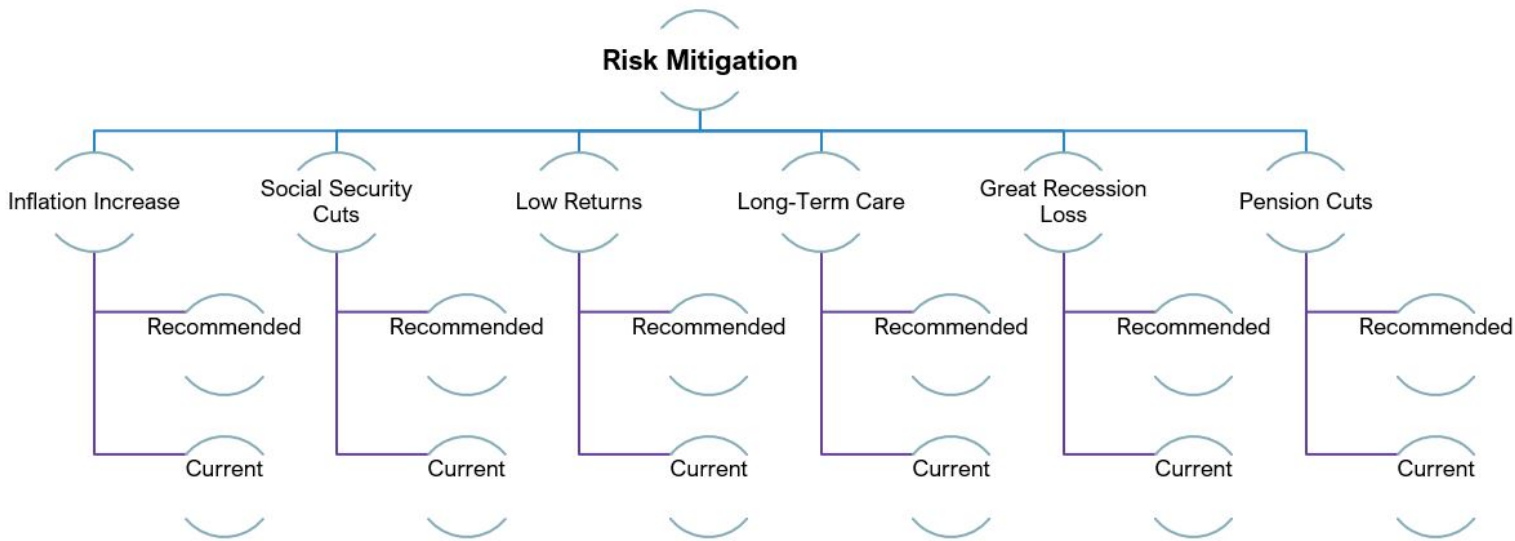 Risk Mitigation
Inflation Increase
Social Security
Cuts
Low Returns
Long-Term Care
Great Recession
Loss
Pension Cuts
Recommended
Recommended
Recommended
Recommended
Recommended
Recommended
Current
Current
Current
Current
Current
Current